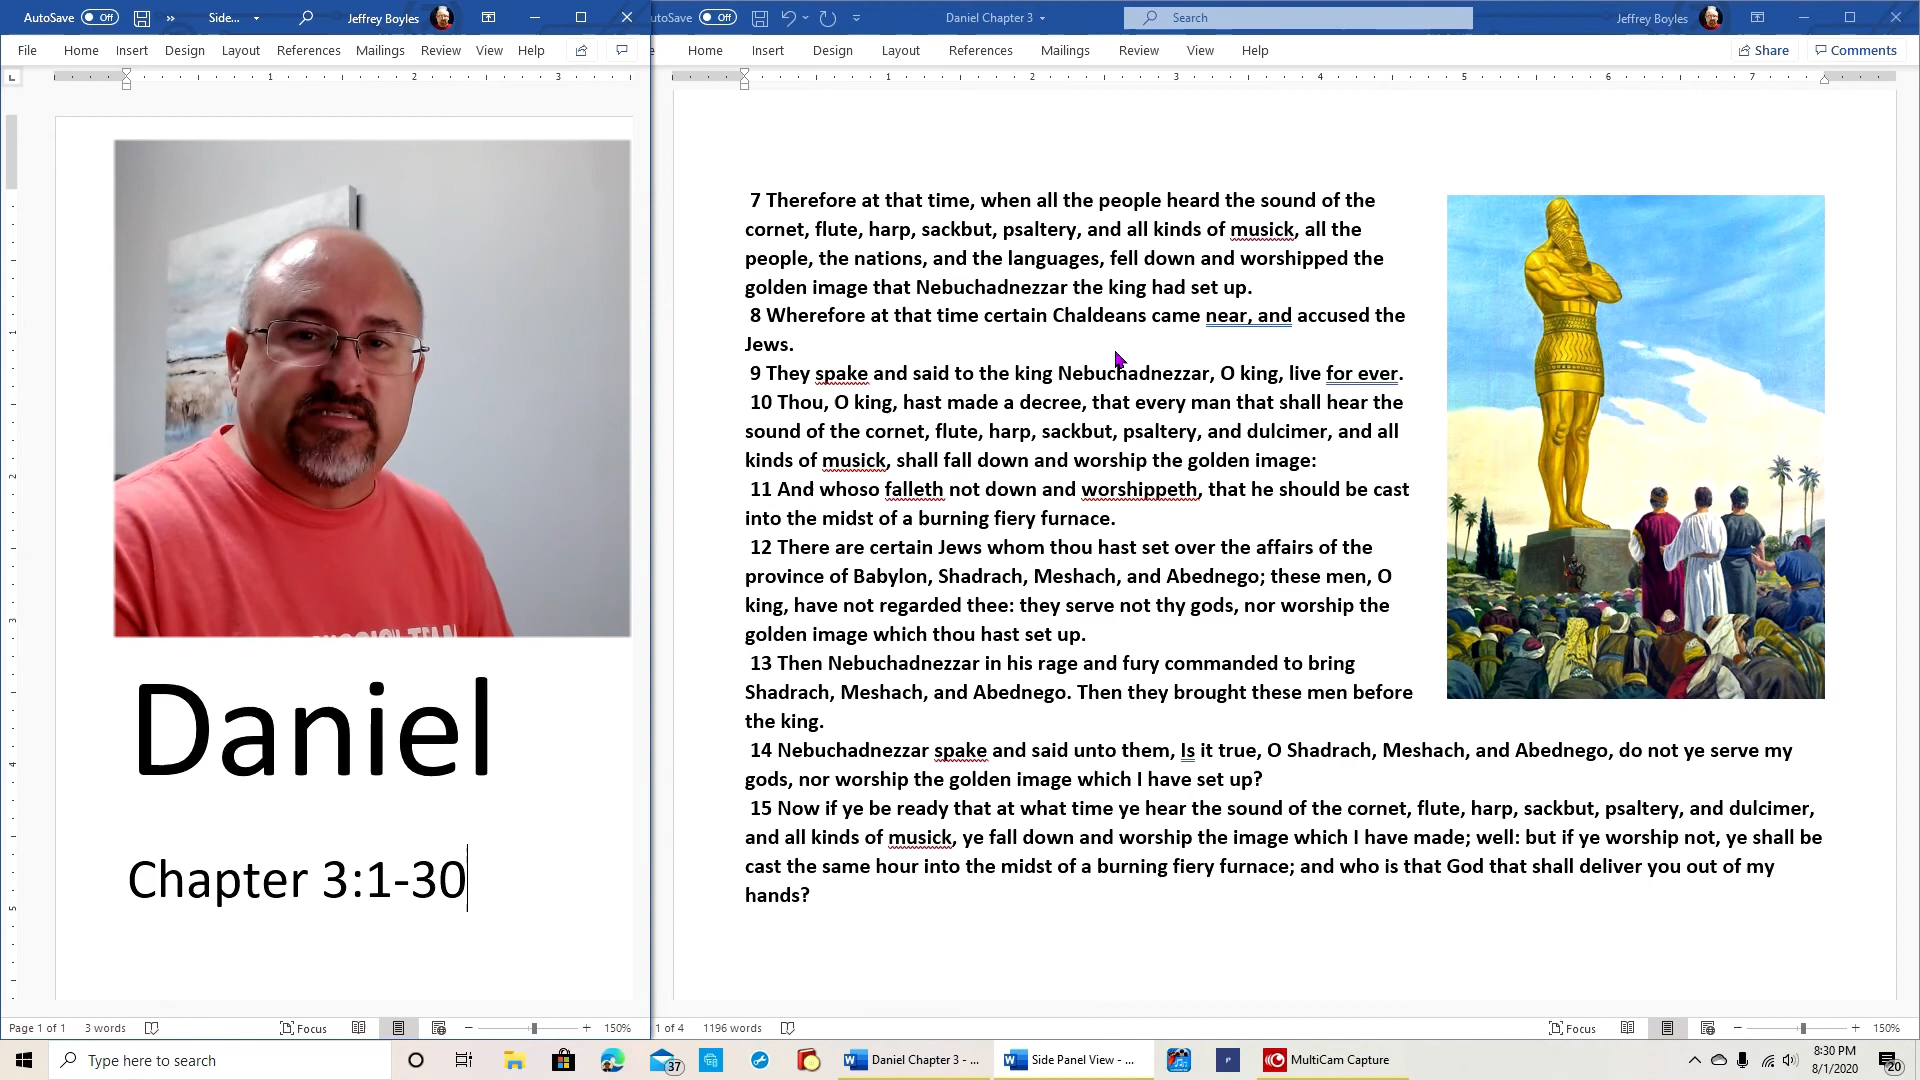 AutoSave Off Side... Jeffrey Boyles
File Home Insert Design Layout References Mailings Review View Help
1 2 3
Daniel
Chapter 3:1-30
Page 1 of 1 3 words Focus 150%
utoSave Off Daniel Chapter 3 Search Jeffrey Boyles
Home Insert Design Layout References Mailings Review View Help Share Comments
1 2 3 4 5 6 7
7 Therefore at that time, when all the people heard the sound of the
cornet, flute, harp, sackbut, psaltery, and all kinds of musick, all the
people, the nations, and the languages, fell down and worshipped the
golden image that Nebuchadnezzar the king had set up.
8 Wherefore at that time certain Chaldeans came near, and accused the
Jews.
9 They spake and said to the king Nebuchadnezzar, O king, live for ever.
10 Thou, O king, hast made a decree, that every man that shall hear the
sound of the cornet, flute, harp, sackbut, psaltery, and dulcimer, and all
kinds of musick, shall fall down and worship the golden image:
11 And whoso falleth not down and worshippeth, that he should be cast
into the midst of a burning fiery furnace.
12 There are certain Jews whom thou hast set over the affairs of the
province of Babylon, Shadrach, Meshach, and Abednego; these men, O
king, have not regarded thee: they serve not thy gods, nor worship the
golden image which thou hast set up.
13 Then Nebuchadnezzar in his rage and fury commanded to bring
Shadrach, Meshach, and Abednego. Then they brought these men before
the king.
14 Nebuchadnezzar spake and said unto them, Is it true, O Shadrach, Meshach, and Abednego, do not ye serve my
gods, nor worship the golden image which I have set up?
15 Now if ye be ready that at what time ye hear the sound of the cornet, flute, harp, sackbut, psaltery, and dulcimer,
and all kinds of musick, ye fall down and worship the image which I have made; well: but if ye worship not, ye shall be
cast the same hour into the midst of a burning fiery furnace; and who is that God that shall deliver you out of my
hands?
1 of 4 1196 words Focus 150%
Type here to search 37 Daniel Chapter 3 - ... Side Panel View - ... MultiCam Capture 8:30 PM
8/1/2020 20